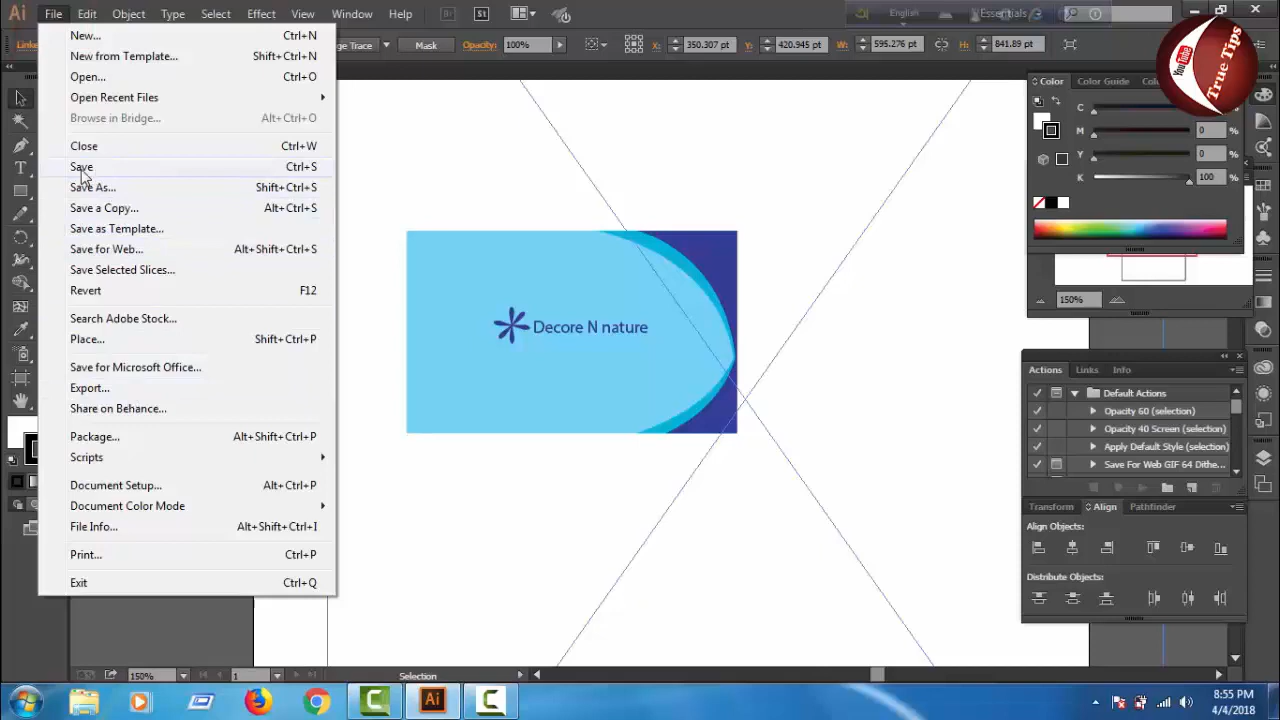 Ai File Edit Object Type Select Effect View Window Help Br St English Essentials
Linke
ge Trace Mask Opacity: 100% X: 350.307 pt Y: 420.945 pt W: 595.276 pt H: 841.89 pt
New... Ctrl+N
New from Template... Shift+Ctrl+N
Open... Ctrl+O
Open Recent Files
Browse in Bridge... Alt+Ctrl+O
Close Ctrl+W
Save Ctrl+S
Save As... Shift+Ctrl+S
Save a Copy... Alt+Ctrl+S
Save as Template...
Save for Web... Alt+Shift+Ctrl+S
Save Selected Slices...
Revert F12
Search Adobe Stock...
Place... Shift+Ctrl+P
Save for Microsoft Office...
Export...
Share on Behance...
Package... Alt+Shift+Ctrl+P
Scripts
Document Setup... Alt+Ctrl+P
Document Color Mode
File Info... Alt+Shift+Ctrl+I
Print... Ctrl+P
Exit Ctrl+Q
Decore N nature
YouTube
True Tips
Color Color Guide
C
M 0 %
Y 0 %
K 100 %
150%
Actions Links Info
Default Actions
Opacity 60 (selection)
Opacity 40 Screen (selection)
Apply Default Style (selection)
Save For Web GIF 64 Dithe...
Transform Align Pathfinder
Align Objects:
Distribute Objects:
150% 1 Selection
Ai
8:55 PM
4/4/2018